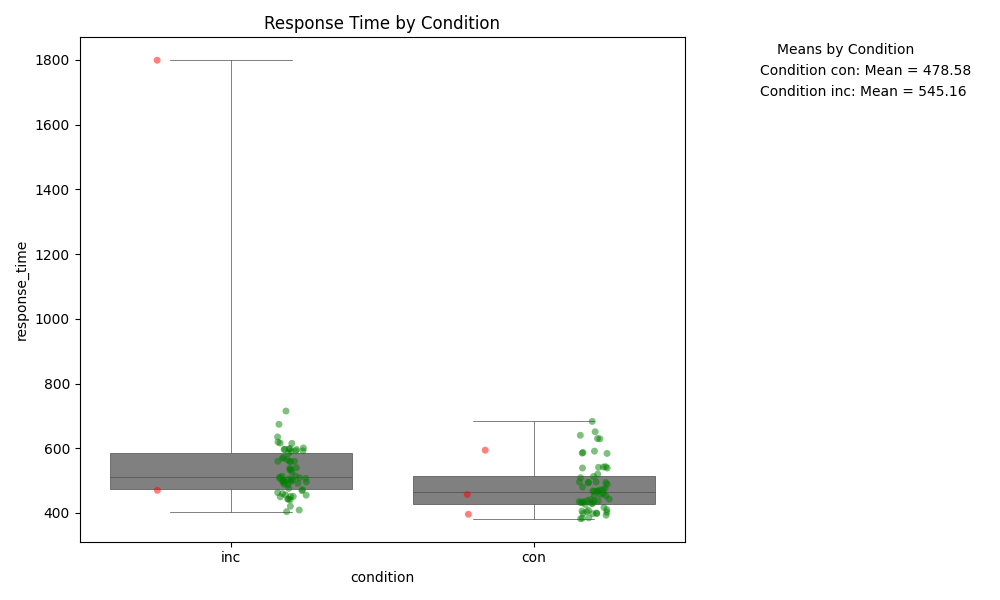 Response Time by Condition
Means by Condition
Condition con: Mean = 478.58
Condition inc: Mean = 545.16
1800
1600
1400
1200
1000
800
600
400
response_time
inc
con
condition